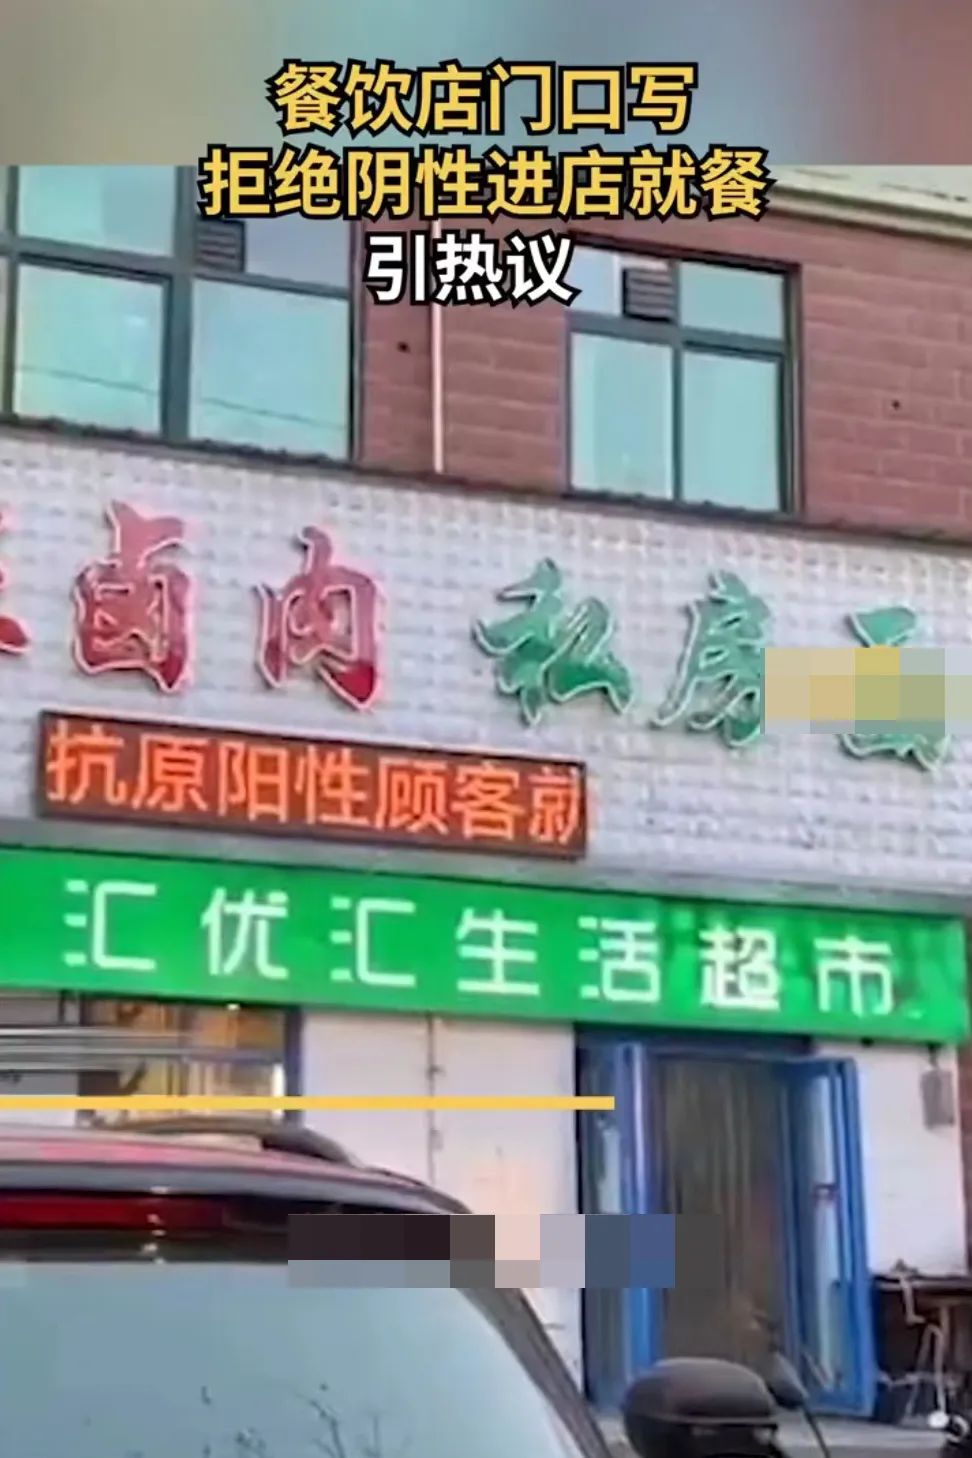 餐饮店门口写
拒绝阴性进店就餐
引热议
卤肉 私房
抗原阳性顾客就
汇优汇生活超市